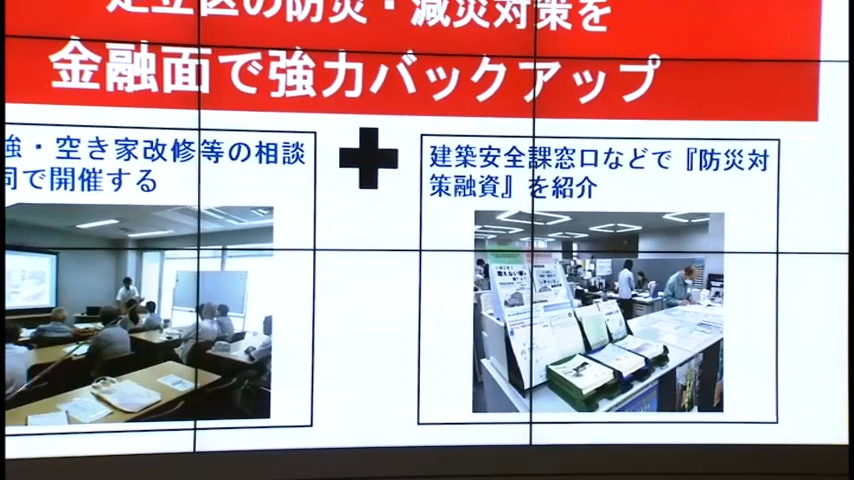 足立区の防災・減災対策を
金融面で強力バックアップ
強・空き家改修等の相談
同で開催する
建築安全課窓口などで『防災対
策融資』を紹介